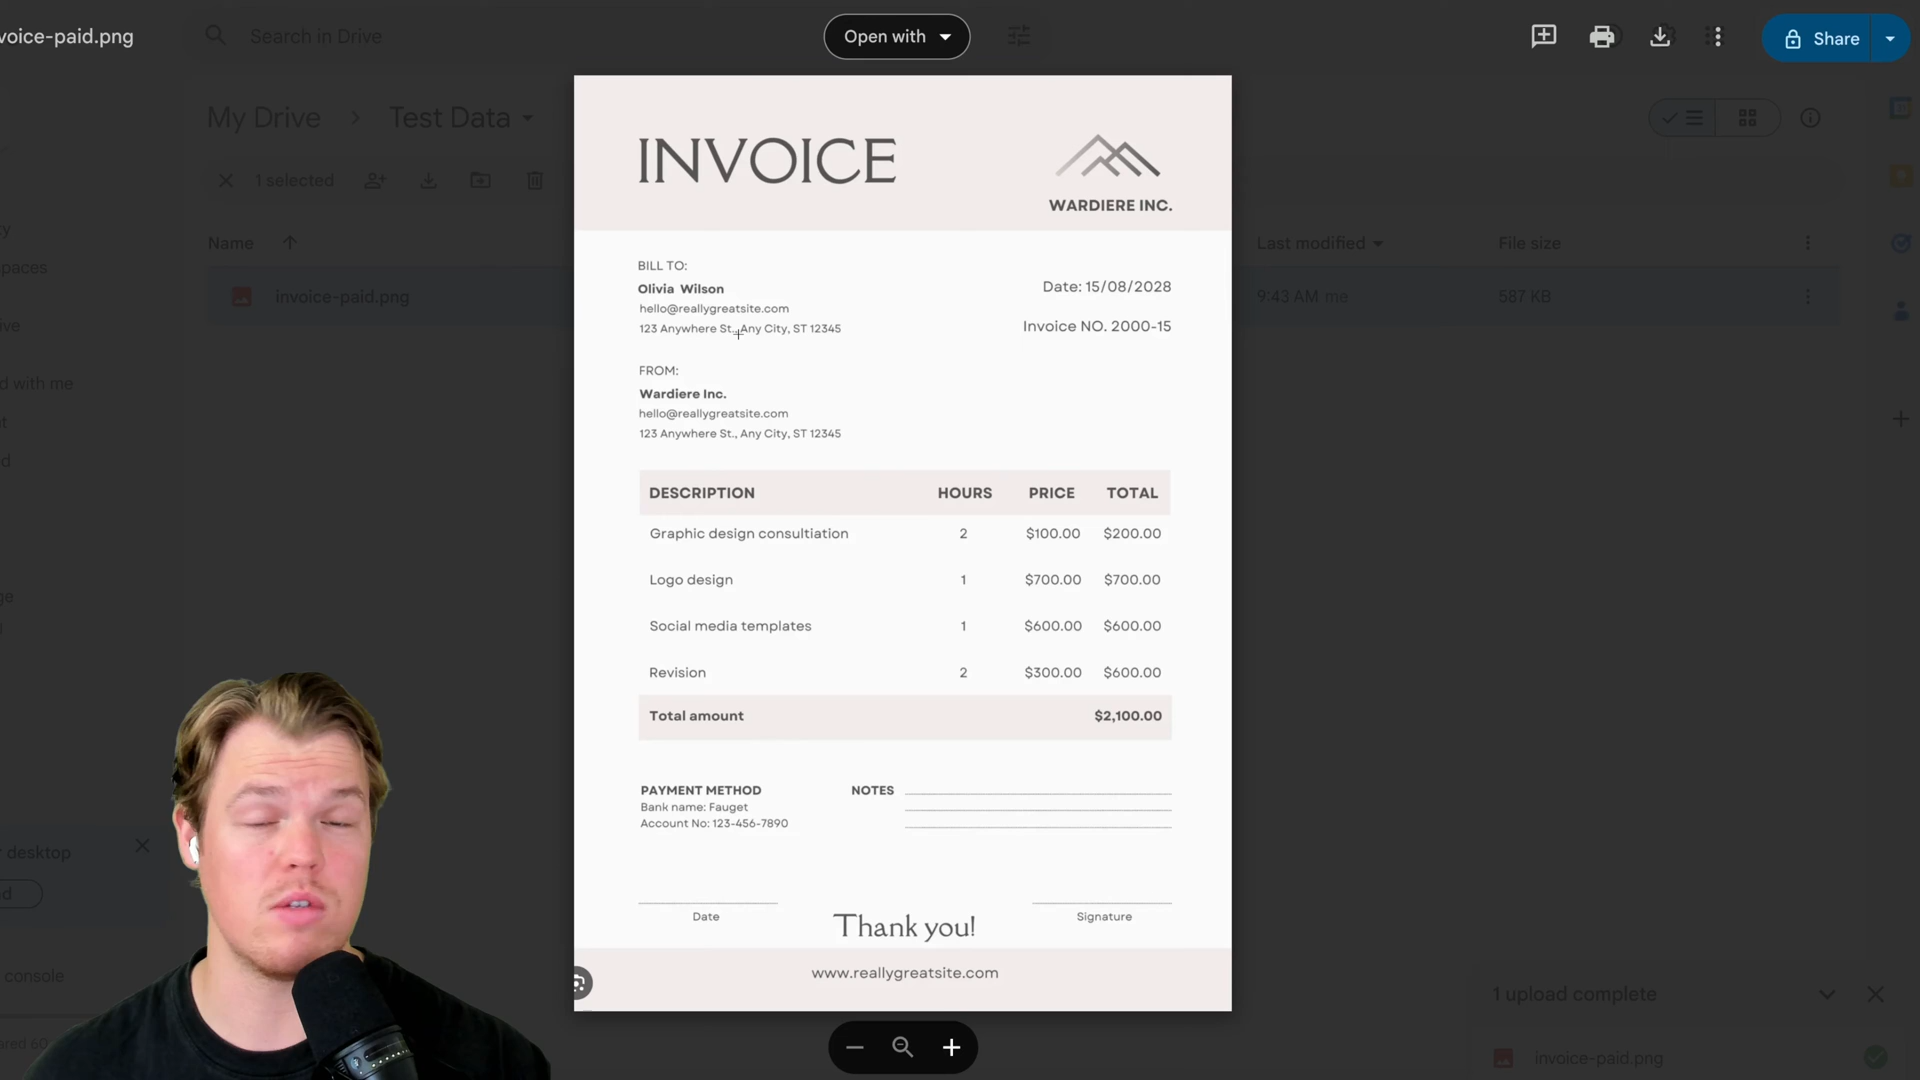 voice-paid.png
Search in Drive
Open with
Share
My Drive > Test Data
1 selected
Name
Last modified
File size
invoice-paid.png
9:43 AM me
587 KB
spaces
d with me
r desktop
console
INVOICE
WARDIERE INC.
BILL TO:
Olivia Wilson
hello@reallygreatsite.com
123 Anywhere St., Any City, ST 12345
Date: 15/08/2028
Invoice NO. 2000-15
FROM:
Wardiere Inc.
hello@reallygreatsite.com
123 Anywhere St., Any City, ST 12345
DESCRIPTION HOURS PRICE TOTAL
Graphic design consultiation 2 $100.00 $200.00
Logo design 1 $700.00 $700.00
Social media templates 1 $600.00 $600.00
Revision 2 $300.00 $600.00
Total amount $2,100.00
PAYMENT METHOD
Bank name: Fauget
Account No: 123-456-7890
NOTES
Date
Thank you!
Signature
www.reallygreatsite.com
1 upload complete
invoice-paid.png